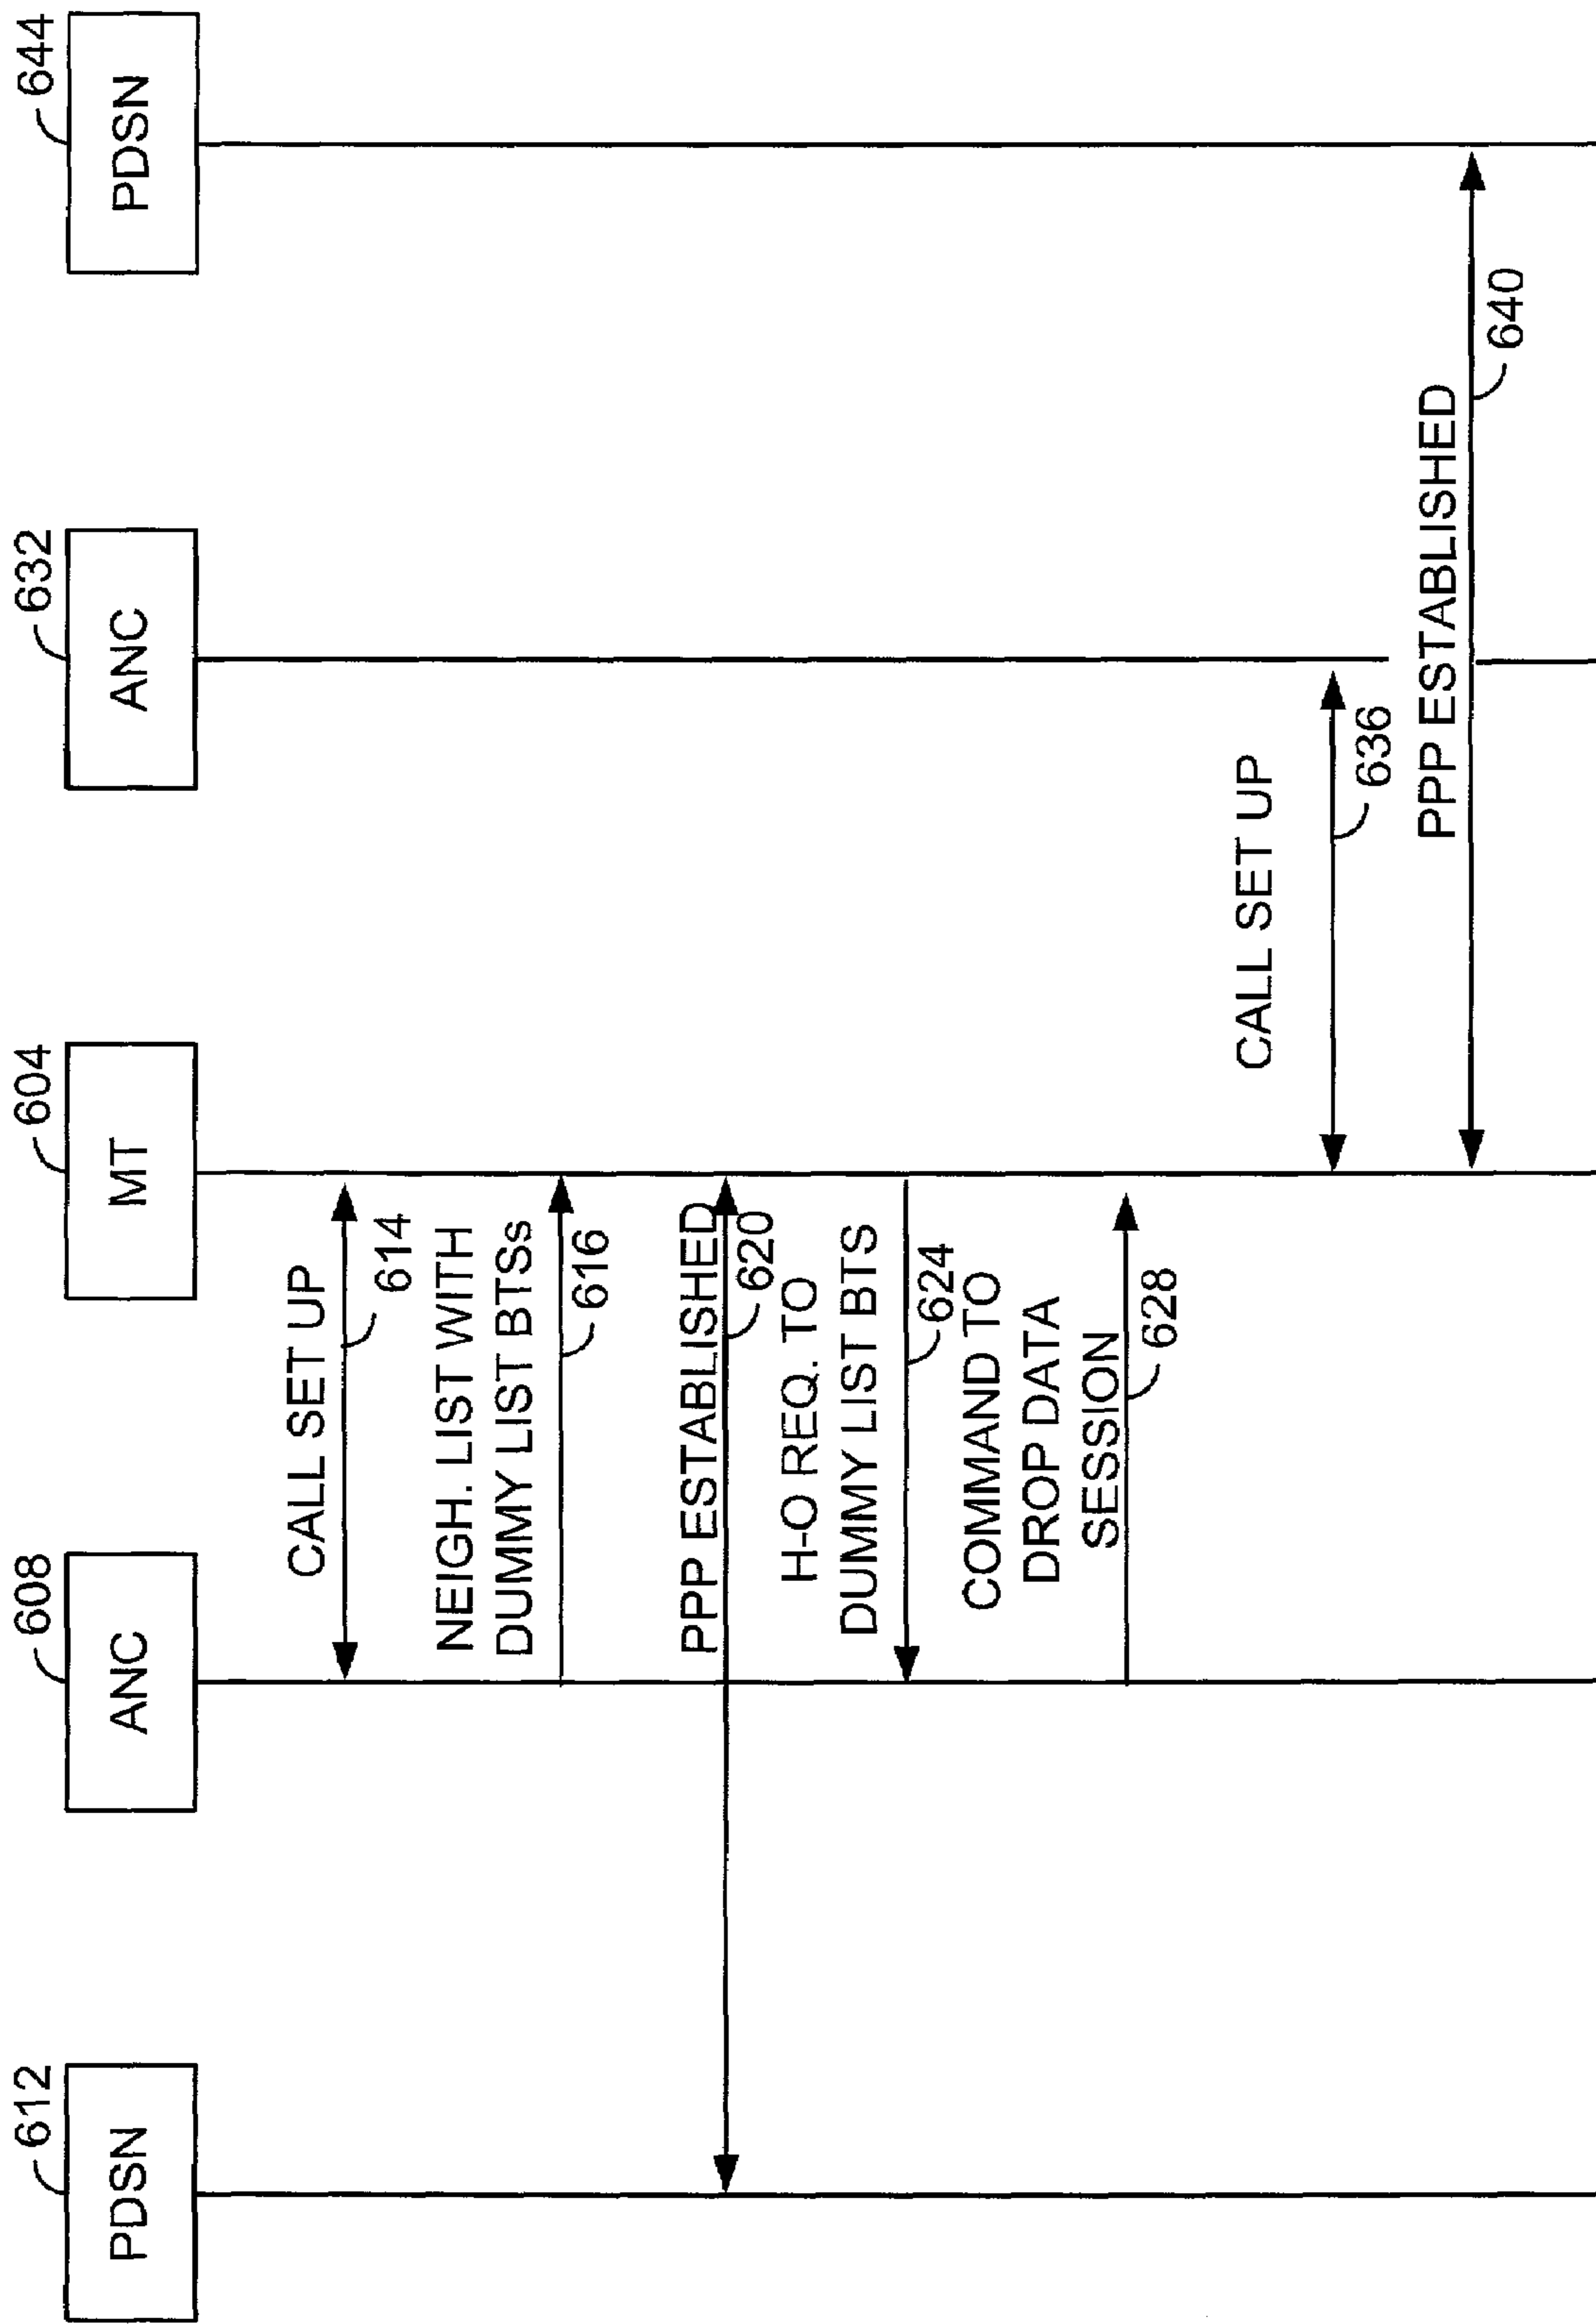 612
608
604
632
644
PDSN
ANC
MT
ANC
PDSN
CALL SET UP
614
NEIGH. LIST WITH
DUMMY LIST BTSs
616
PPP ESTABLISHED
620
H-O REQ. TO
DUMMY LIST BTS
624
COMMAND TO
DROP DATA
SESSION
628
CALL SET UP
636
PPP ESTABLISHED
640